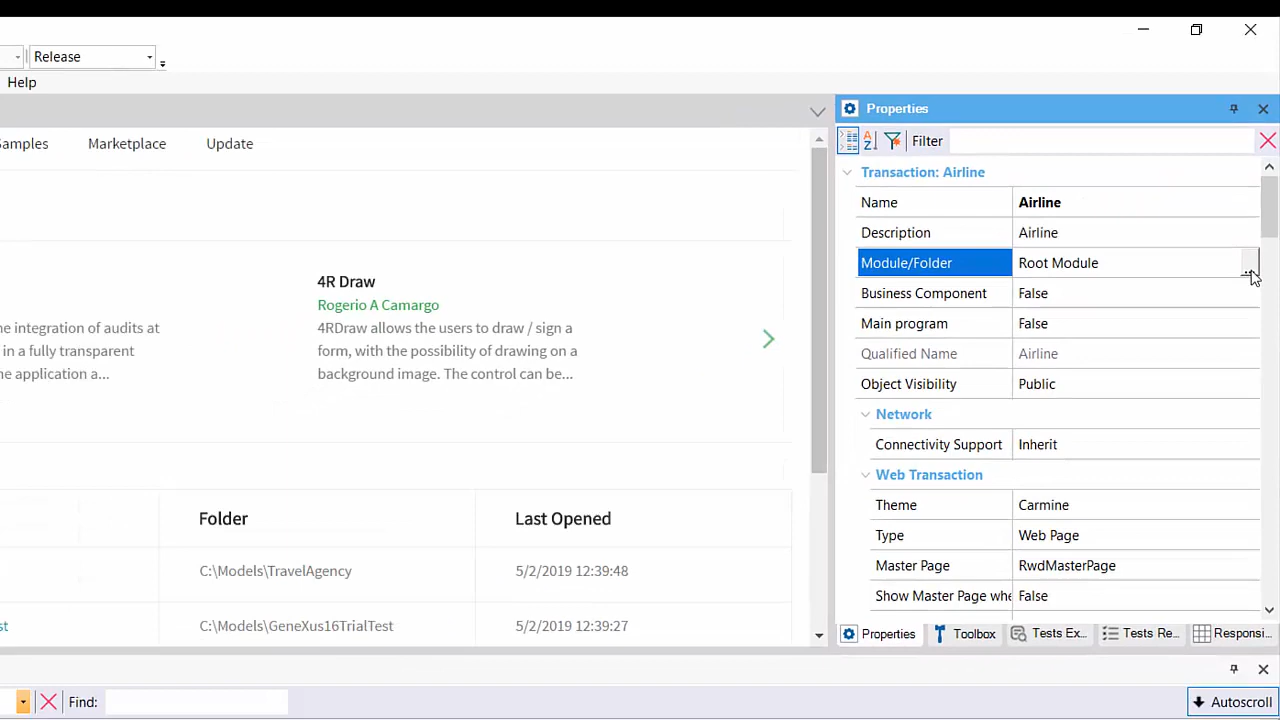 Release
Help
Samples Marketplace Update
4R Draw
Rogerio A Camargo
he integration of audits at
in a fully transparent
he application a...
4RDraw allows the users to draw / sign a
form, with the possibility of drawing on a
background image. The control can be...
Folder Last Opened
C:\Models\TravelAgency 5/2/2019 12:39:48
st C:\Models\GeneXus16TrialTest 5/2/2019 12:39:27
Properties
Filter
Transaction: Airline
Name Airline
Description Airline
Module/Folder Root Module
Business Component False
Main program False
Qualified Name Airline
Object Visibility Public
Network
Connectivity Support Inherit
Web Transaction
Theme Carmine
Type Web Page
Master Page RwdMasterPage
Show Master Page whe False
Properties Toolbox Tests Ex... Tests Re... Responsi...
Find:
Autoscroll